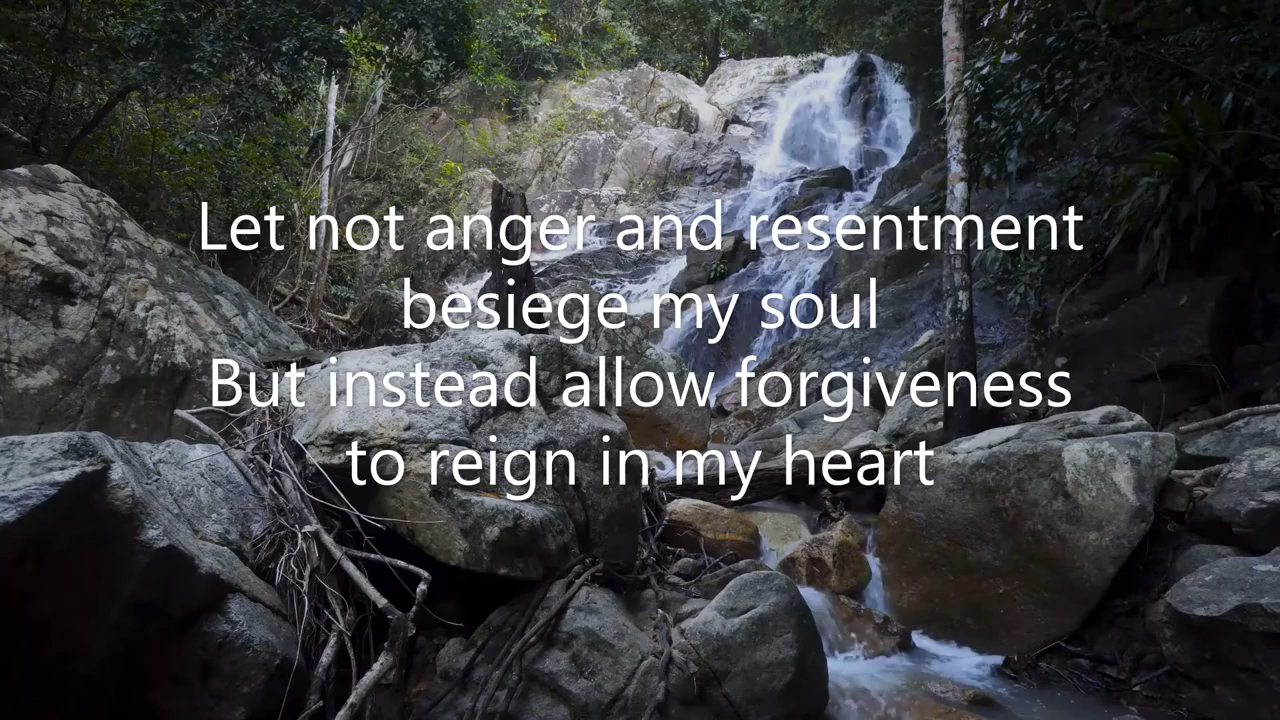 Let not anger and resentment
besiege my soul
But instead allow forgiveness
to reign in my heart